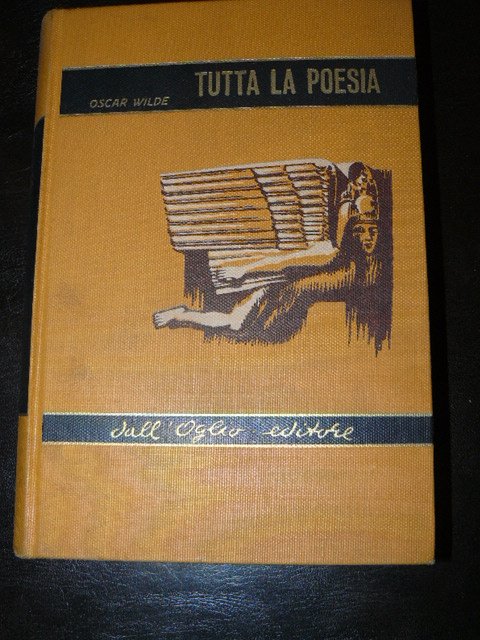 TUTTA LA POESIA
OSCAR WILDE
dall'Oglio editore